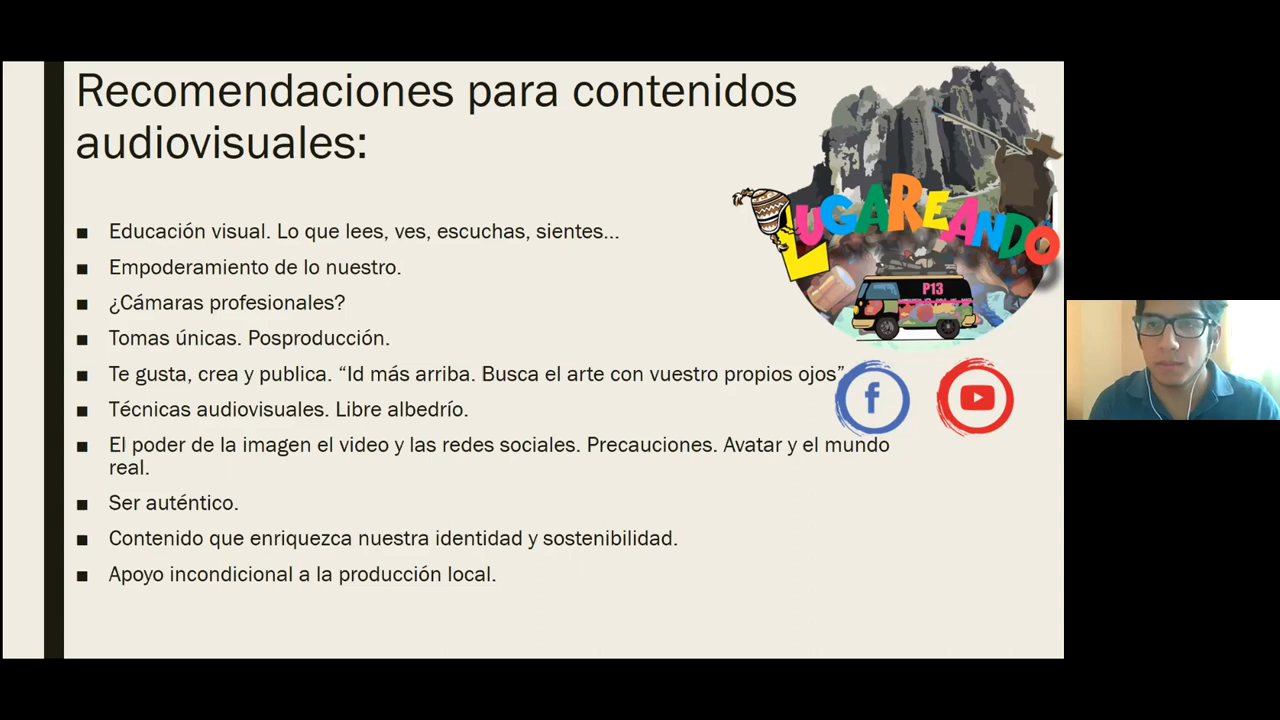 Recomendaciones para contenidos
audiovisuales:
LUGAREANDO
P13
■ Educación visual. Lo que lees, ves, escuchas, sientes...
■ Empoderamiento de lo nuestro.
■ ¿Cámaras profesionales?
■ Tomas únicas. Posproducción.
■ Te gusta, crea y publica. “Id más arriba. Busca el arte con vuestro propios ojos”
■ Técnicas audiovisuales. Libre albedrío.
■ El poder de la imagen el video y las redes sociales. Precauciones. Avatar y el mundo
real.
■ Ser auténtico.
■ Contenido que enriquezca nuestra identidad y sostenibilidad.
■ Apoyo incondicional a la producción local.